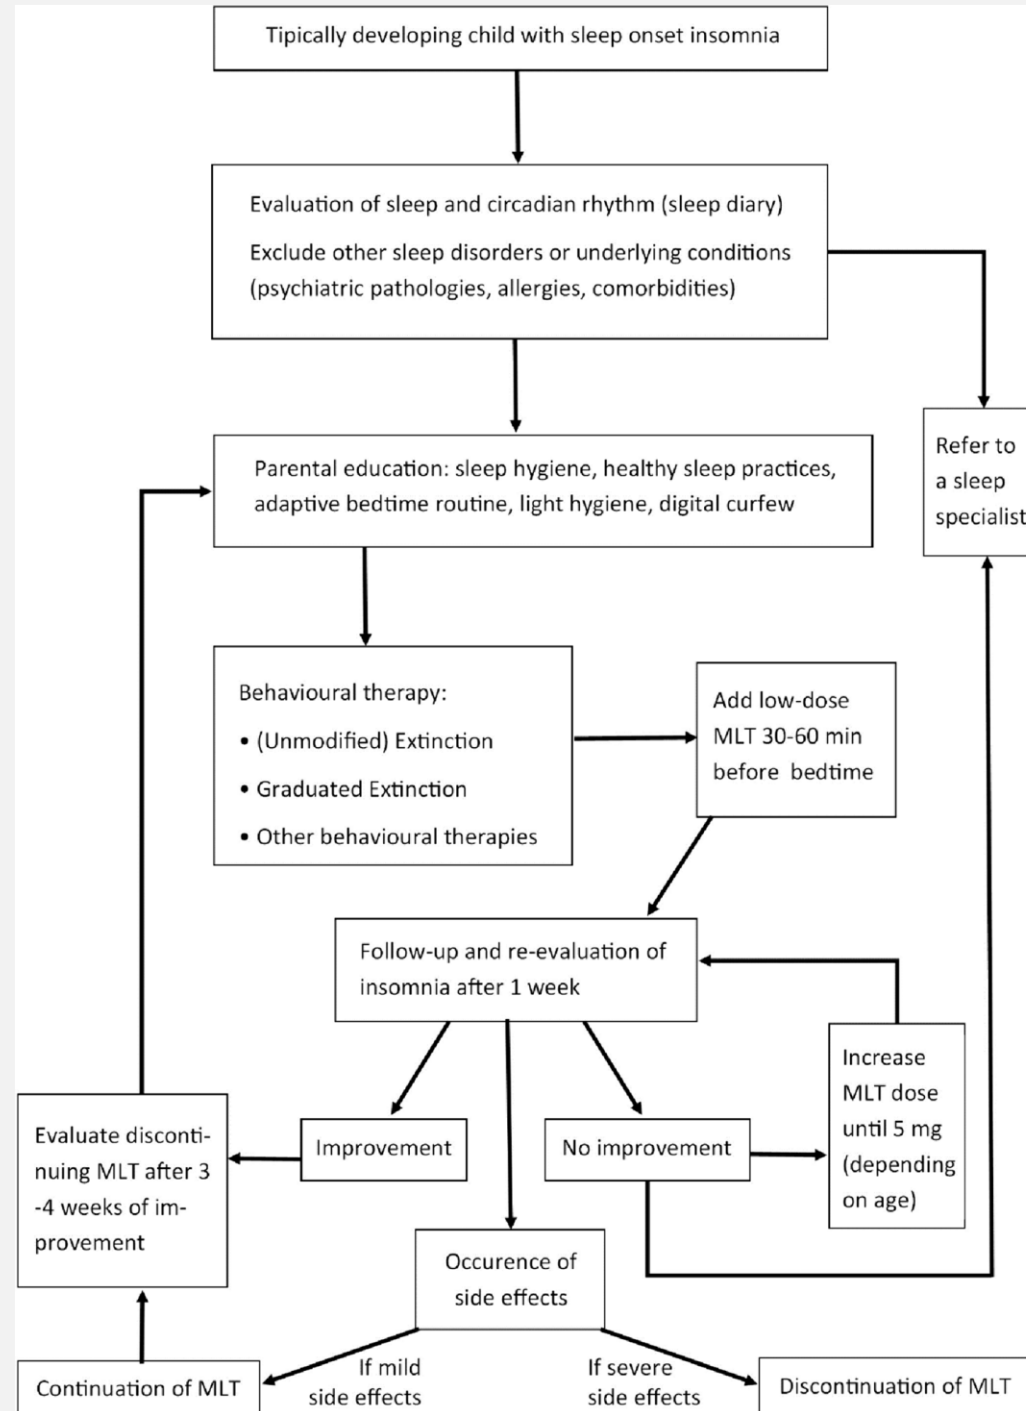 Tipically developing child with sleep onset insomnia
Evaluation of sleep and circadian rhythm (sleep diary)
Exclude other sleep disorders or underlying conditions
(psychiatric pathologies, allergies, comorbidities)
Refer to
a sleep
specialist
Parental education: sleep hygiene, healthy sleep practices,
adaptive bedtime routine, light hygiene, digital curfew
Behavioural therapy:
• (Unmodified) Extinction
• Graduated Extinction
• Other behavioural therapies
Add low-dose
MLT 30-60 min
before bedtime
Follow-up and re-evaluation of
insomnia after 1 week
Increase
MLT dose
until 5 mg
(depending
on age)
Improvement
No improvement
Evaluate disconti-
nuing MLT after 3
-4 weeks of im-
provement
Occurence of
side effects
If mild
side effects
If severe
side effects
Continuation of MLT
Discontinuation of MLT